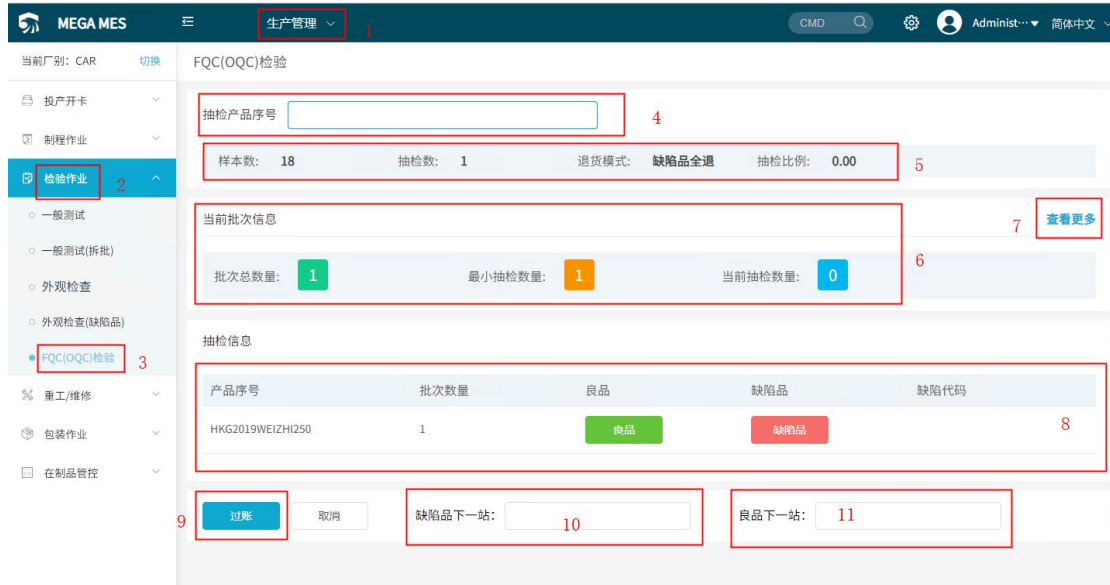 MEGA MES 生产管理 1 CMD Administ… 简体中文
当前厂别: CAR 切换 FQC(OQC)检验
投产开卡
抽检产品序号 4
制程作业
样本数: 18 抽检数: 1 退货模式: 缺陷品全退 抽检比例: 0.00 5
检验作业 2
一般测试 当前批次信息 7 查看更多
一般测试(拆批)
6
批次总数量: 1 最小抽检数量: 1 当前抽检数量: 0
外观检查
外观检查(缺陷品)
抽检信息
FQC(OQC)检验 3
产品序号 批次数量 良品 缺陷品 缺陷代码
重工/维修
HKG2019WEIZHI250 1 良品 缺陷品 8
包装作业
在制品管控
9 过账 取消 缺陷品下一站: 10 良品下一站: 11